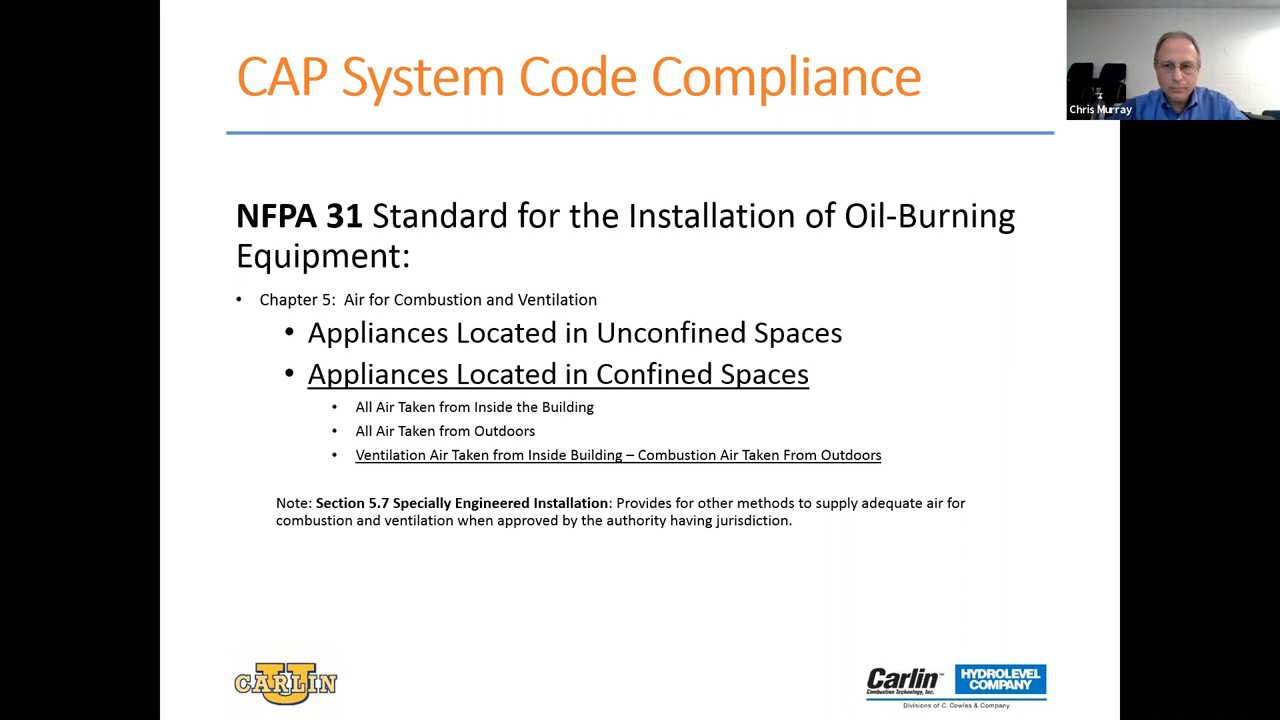 CAP System Code Compliance
Chris Murray
NFPA 31 Standard for the Installation of Oil-Burning
Equipment:
• Chapter 5: Air for Combustion and Ventilation
• Appliances Located in Unconfined Spaces
• Appliances Located in Confined Spaces
• All Air Taken from Inside the Building
• All Air Taken from Outdoors
• Ventilation Air Taken from Inside Building – Combustion Air Taken From Outdoors
Note: Section 5.7 Specially Engineered Installation: Provides for other methods to supply adequate air for
combustion and ventilation when approved by the authority having jurisdiction.
U
CARLIN
Carlin™
Combustion Technology, Inc.
HYDROLEVEL
COMPANY
Divisions of C. Cowles & Company